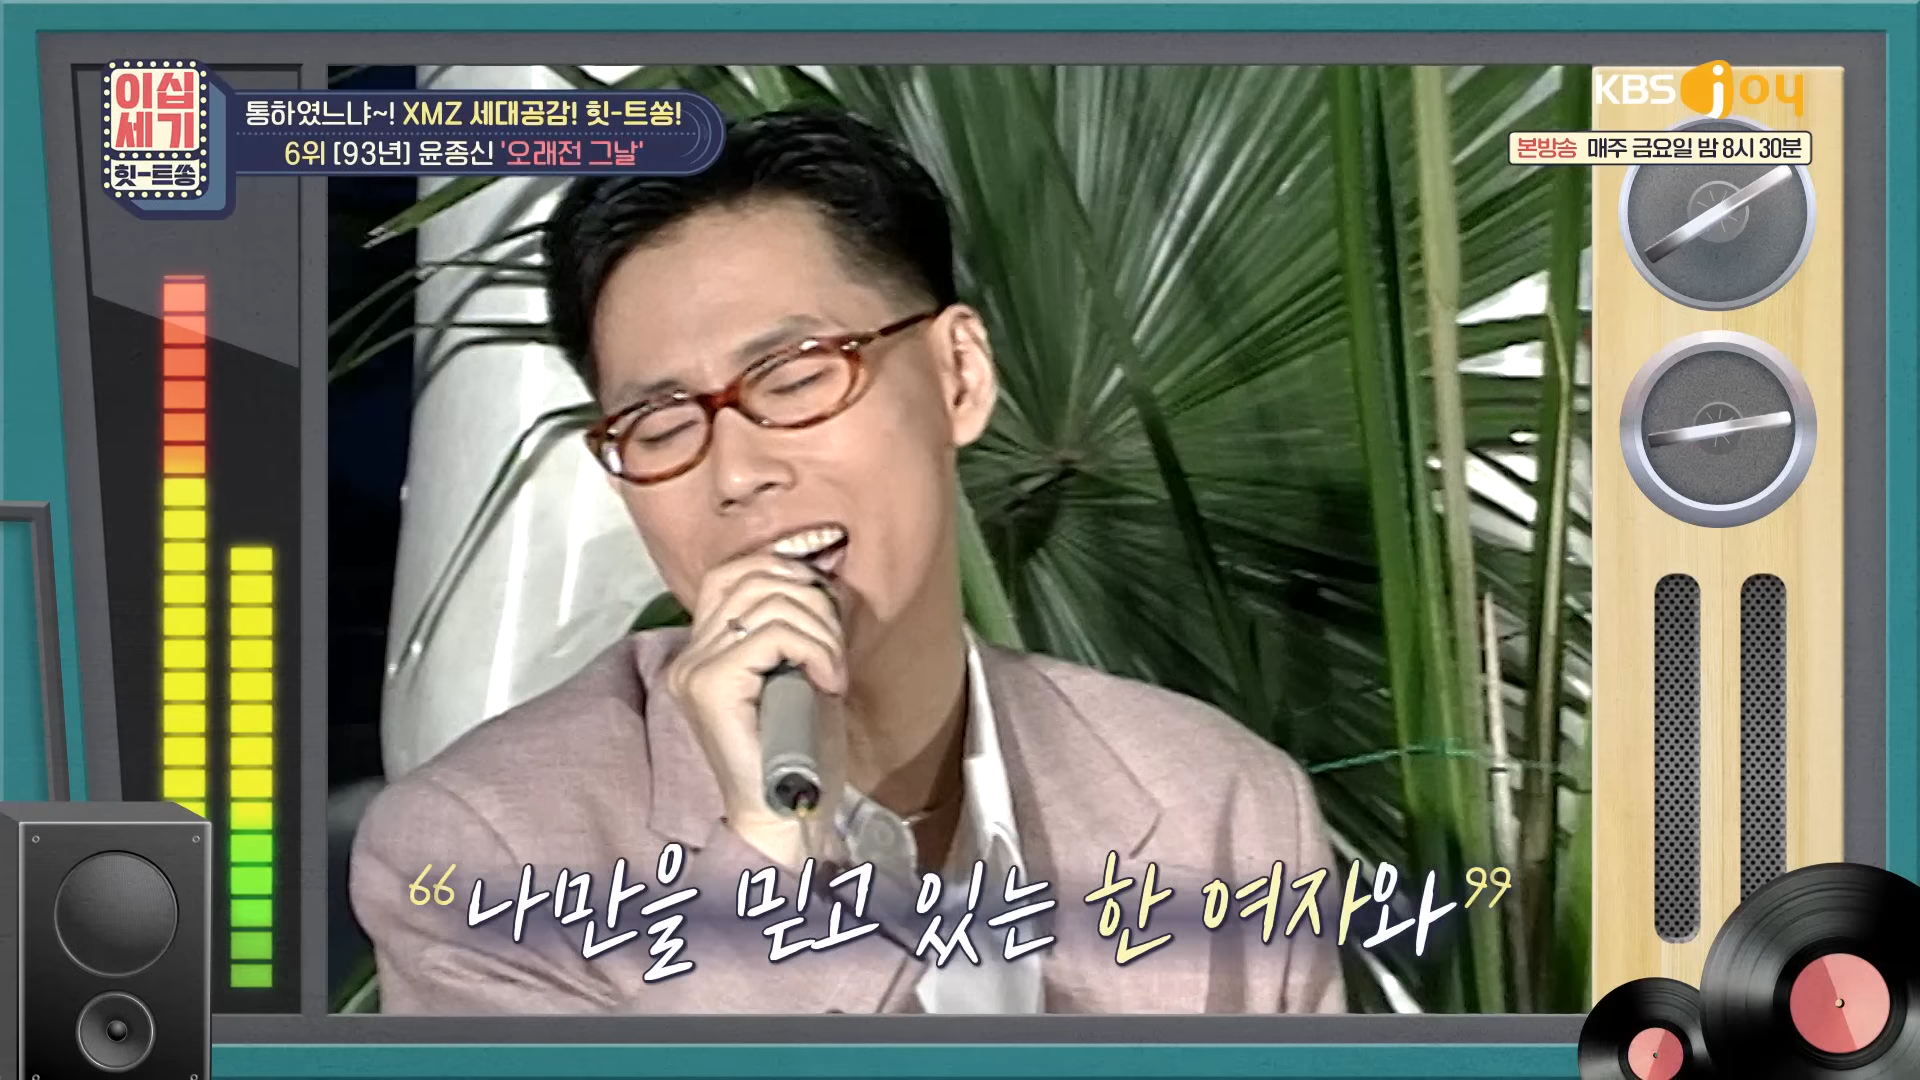 이십
세기
힛-트쏭
통하였느냐~! XMZ 세대공감! 힛-트쏭!
6위 [93년] 윤종신 '오래전 그날'
KBS joy
본방송 매주 금요일 밤 8시 30분
“나만을 믿고 있는 한 여자와”